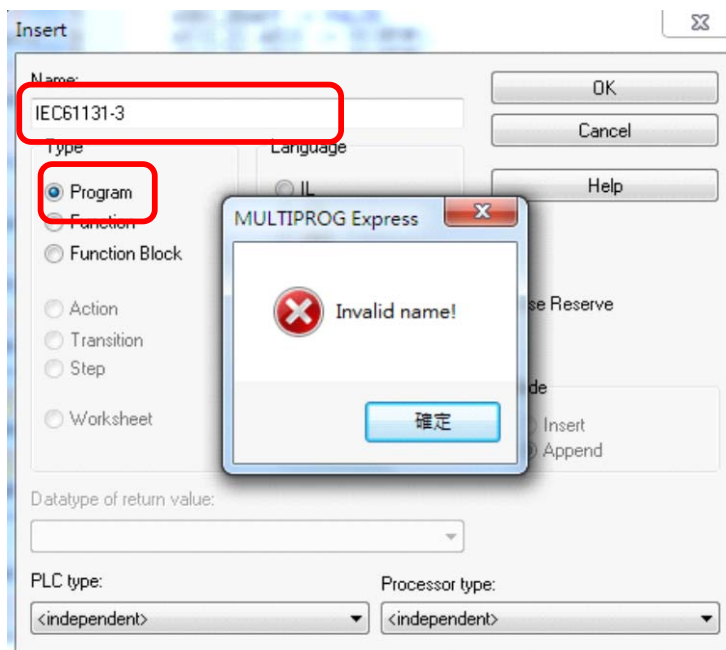 Insert
Name:
IEC61131-3
OK
Cancel
Help
Type
Language
Program
IL
Function
Function Block
MULTIPROG Express
Invalid name!
確定
Action
Transition
Step
Worksheet
se Reserve
de
Insert
Append
Datatype of return value:
PLC type:
Processor type:
<independent>
<independent>